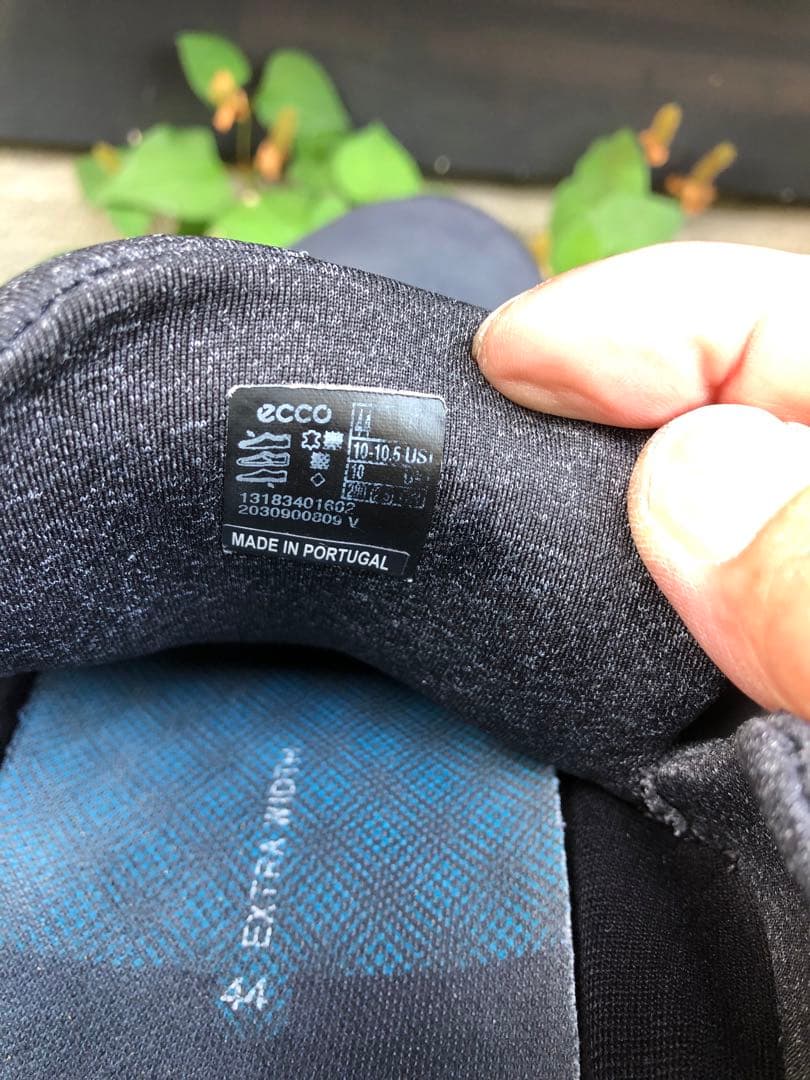 ecco
44
10-10.5 US
10
13183401602
2030900809 V
MADE IN PORTUGAL
44 EXTRA WIDTH